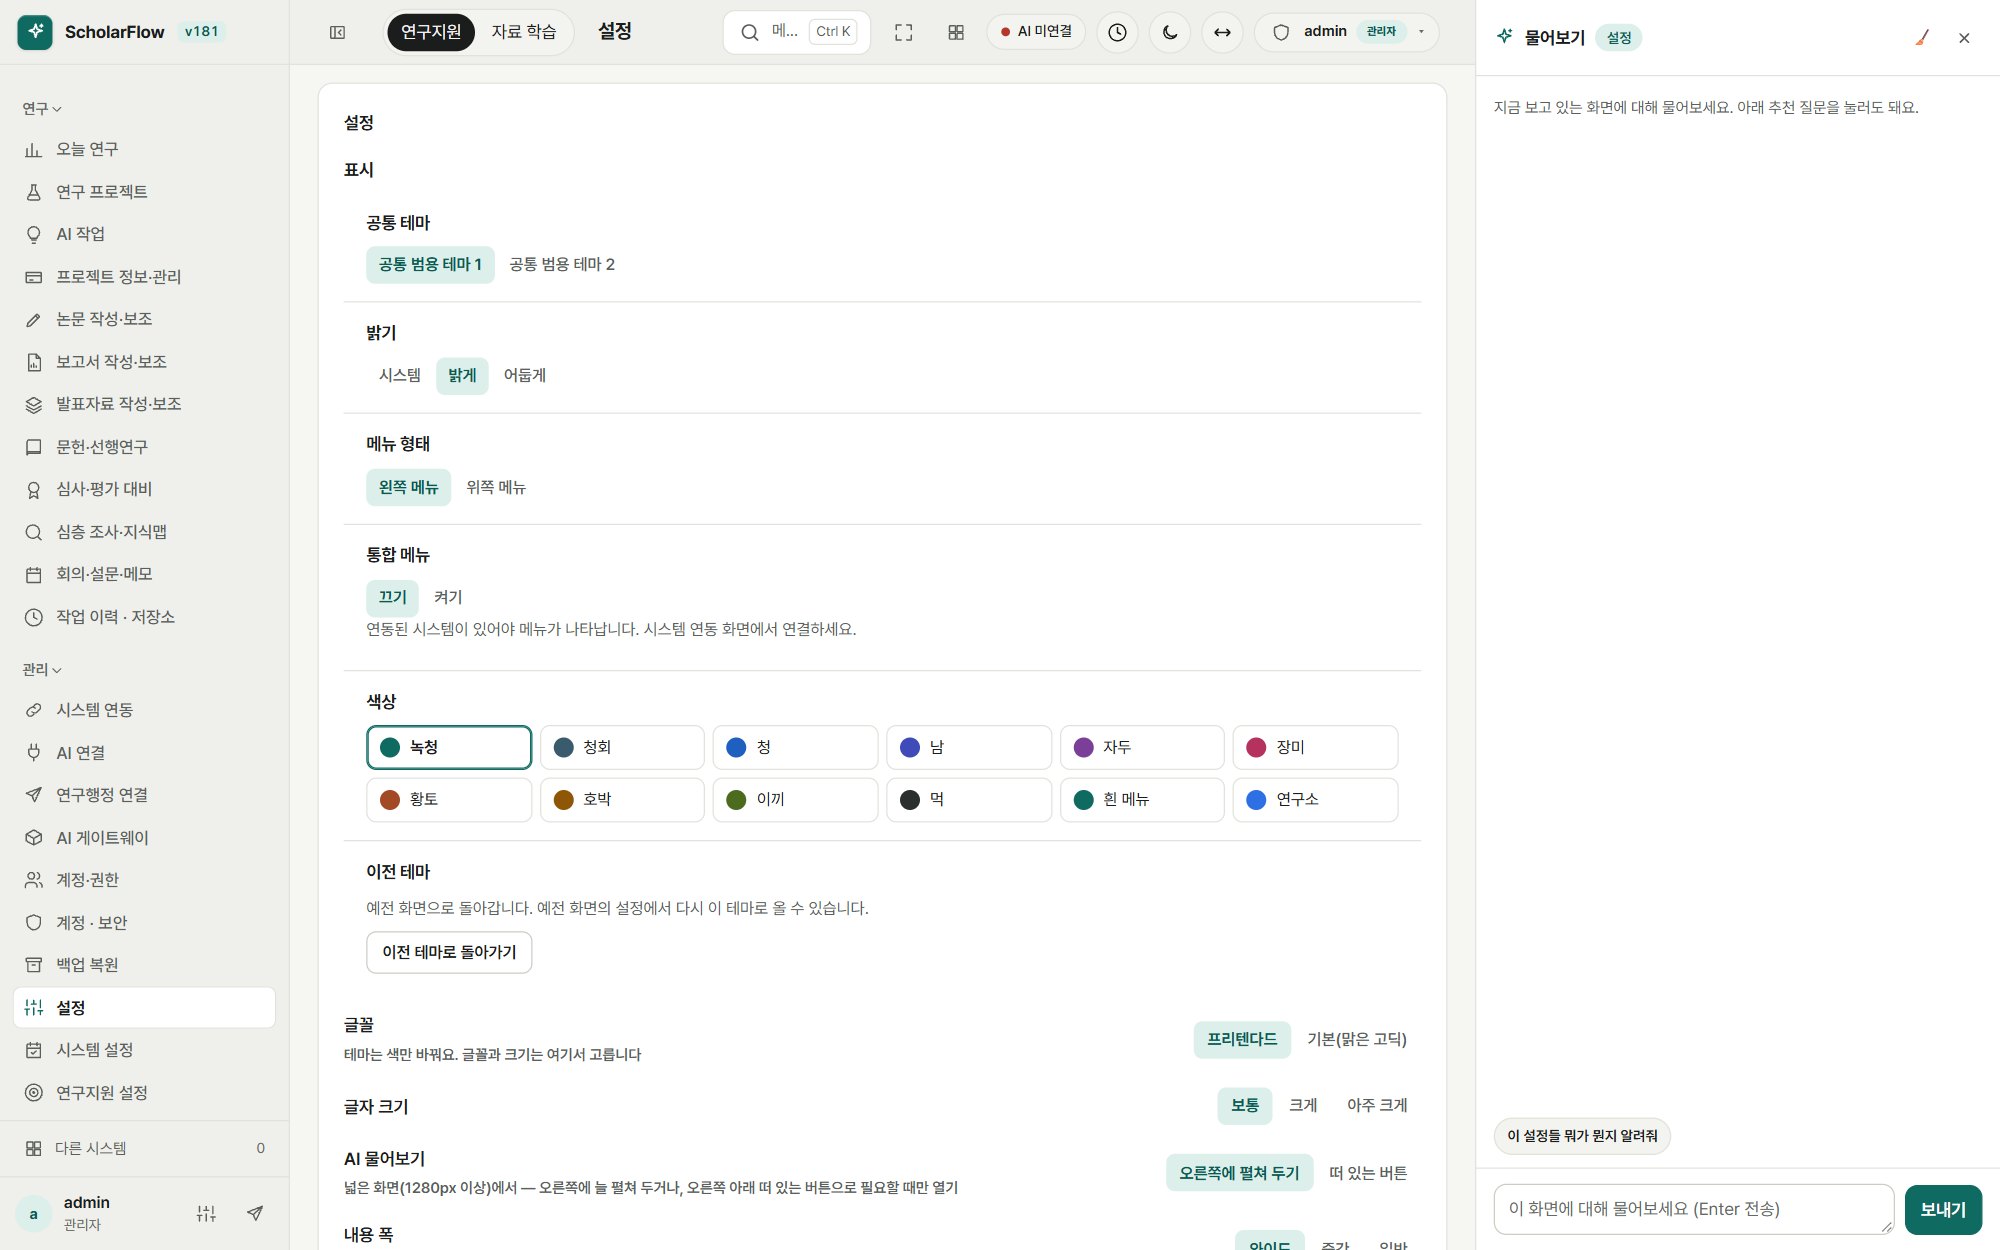 ScholarFlow v181
연구
오늘 연구
연구 프로젝트
AI 작업
프로젝트 정보·관리
논문 작성·보조
보고서 작성·보조
발표자료 작성·보조
문헌·선행연구
심사·평가 대비
심층 조사·지식맵
회의·설문·메모
작업 이력 · 저장소
관리
시스템 연동
AI 연결
연구행정 연결
AI 게이트웨이
계정·권한
계정 · 보안
백업 복원
설정
시스템 설정
연구지원 설정
다른 시스템 0
a admin
관리자
연구지원 자료 학습 설정 메... Ctrl K AI 미연결 admin 관리자
설정
표시
공통 테마
공통 범용 테마 1 공통 범용 테마 2
밝기
시스템 밝게 어둡게
메뉴 형태
왼쪽 메뉴 위쪽 메뉴
통합 메뉴
끄기 켜기
연동된 시스템이 있어야 메뉴가 나타납니다. 시스템 연동 화면에서 연결하세요.
색상
녹청 청회 청 남 자두 장미
황토 호박 이끼 먹 흰 메뉴 연구소
이전 테마
예전 화면으로 돌아갑니다. 예전 화면의 설정에서 다시 이 테마로 올 수 있습니다.
이전 테마로 돌아가기
글꼴
테마는 색만 바꿔요. 글꼴과 크기는 여기서 고릅니다
프리텐다드 기본(맑은 고딕)
글자 크기
보통 크게 아주 크게
AI 물어보기
넓은 화면(1280px 이상)에서 — 오른쪽에 늘 펼쳐 두거나, 오른쪽 아래 떠 있는 버튼으로 필요할 때만 열기
오른쪽에 펼쳐 두기 떠 있는 버튼
내용 폭
와이드 중간 일반
물어보기 설정
지금 보고 있는 화면에 대해 물어보세요. 아래 추천 질문을 눌러도 돼요.
이 설정들 뭐가 뭔지 알려줘
이 화면에 대해 물어보세요 (Enter 전송)
보내기